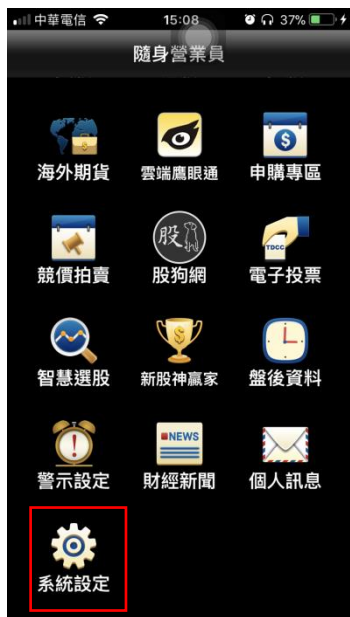 中華電信 15:08 37%
隨身營業員
海外期貨 雲端鷹眼通 申購專區
$
競價拍賣 股狗網 電子投票
股
TDCC
智慧選股 新股神贏家 盤後資料
$
警示設定 財經新聞 個人訊息
NEWS
系統設定